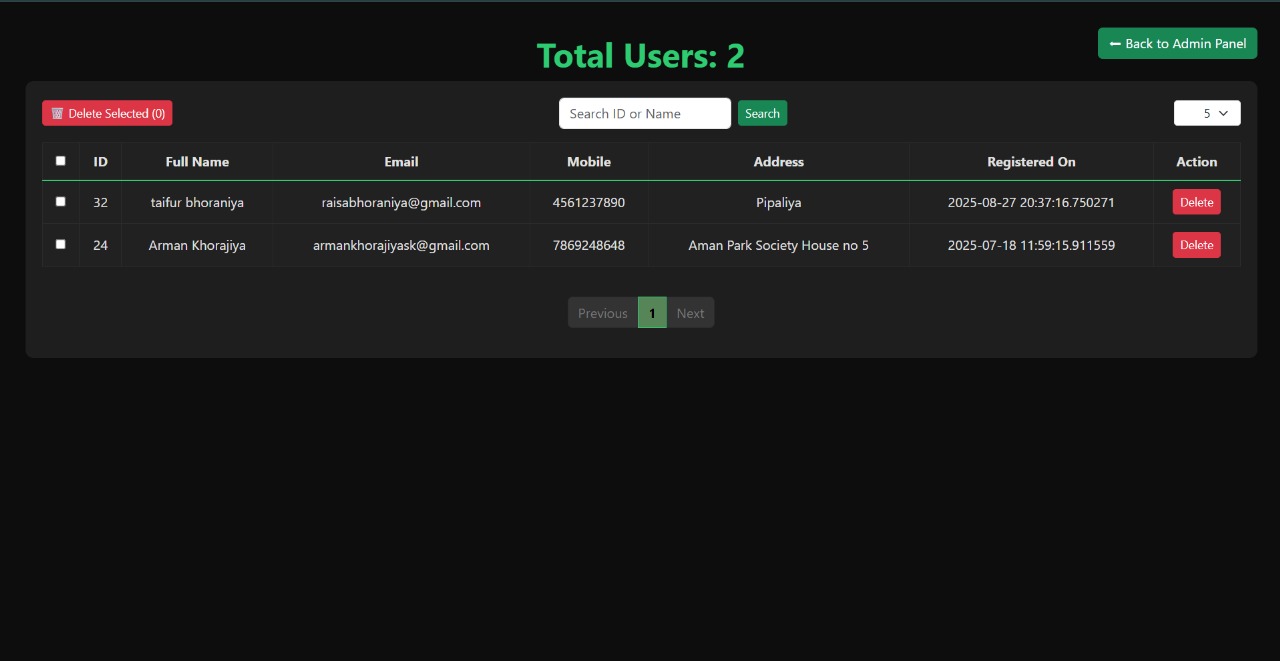 Total Users: 2
← Back to Admin Panel
🗑 Delete Selected (0)
Search ID or Name
Search
5
ID Full Name Email Mobile Address Registered On Action
32 taifur bhoraniya raisabhoraniya@gmail.com 4561237890 Pipaliya 2025-08-27 20:37:16.750271 Delete
24 Arman Khorajiya armankhorajiyask@gmail.com 7869248648 Aman Park Society House no 5 2025-07-18 11:59:15.911559 Delete
Previous 1 Next